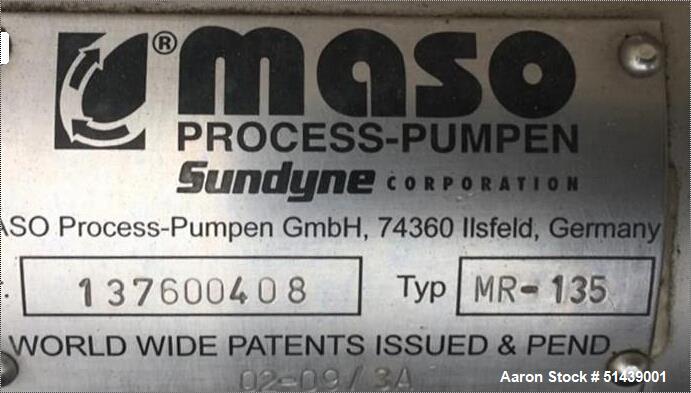 ® maso
PROCESS-PUMPEN
Sundyne CORPORATION
ASO Process-Pumpen GmbH, 74360 Ilsfeld, Germany
137600408 Typ MR-135
WORLD WIDE PATENTS ISSUED & PEND
02-09/3A
Aaron Stock # 51439001